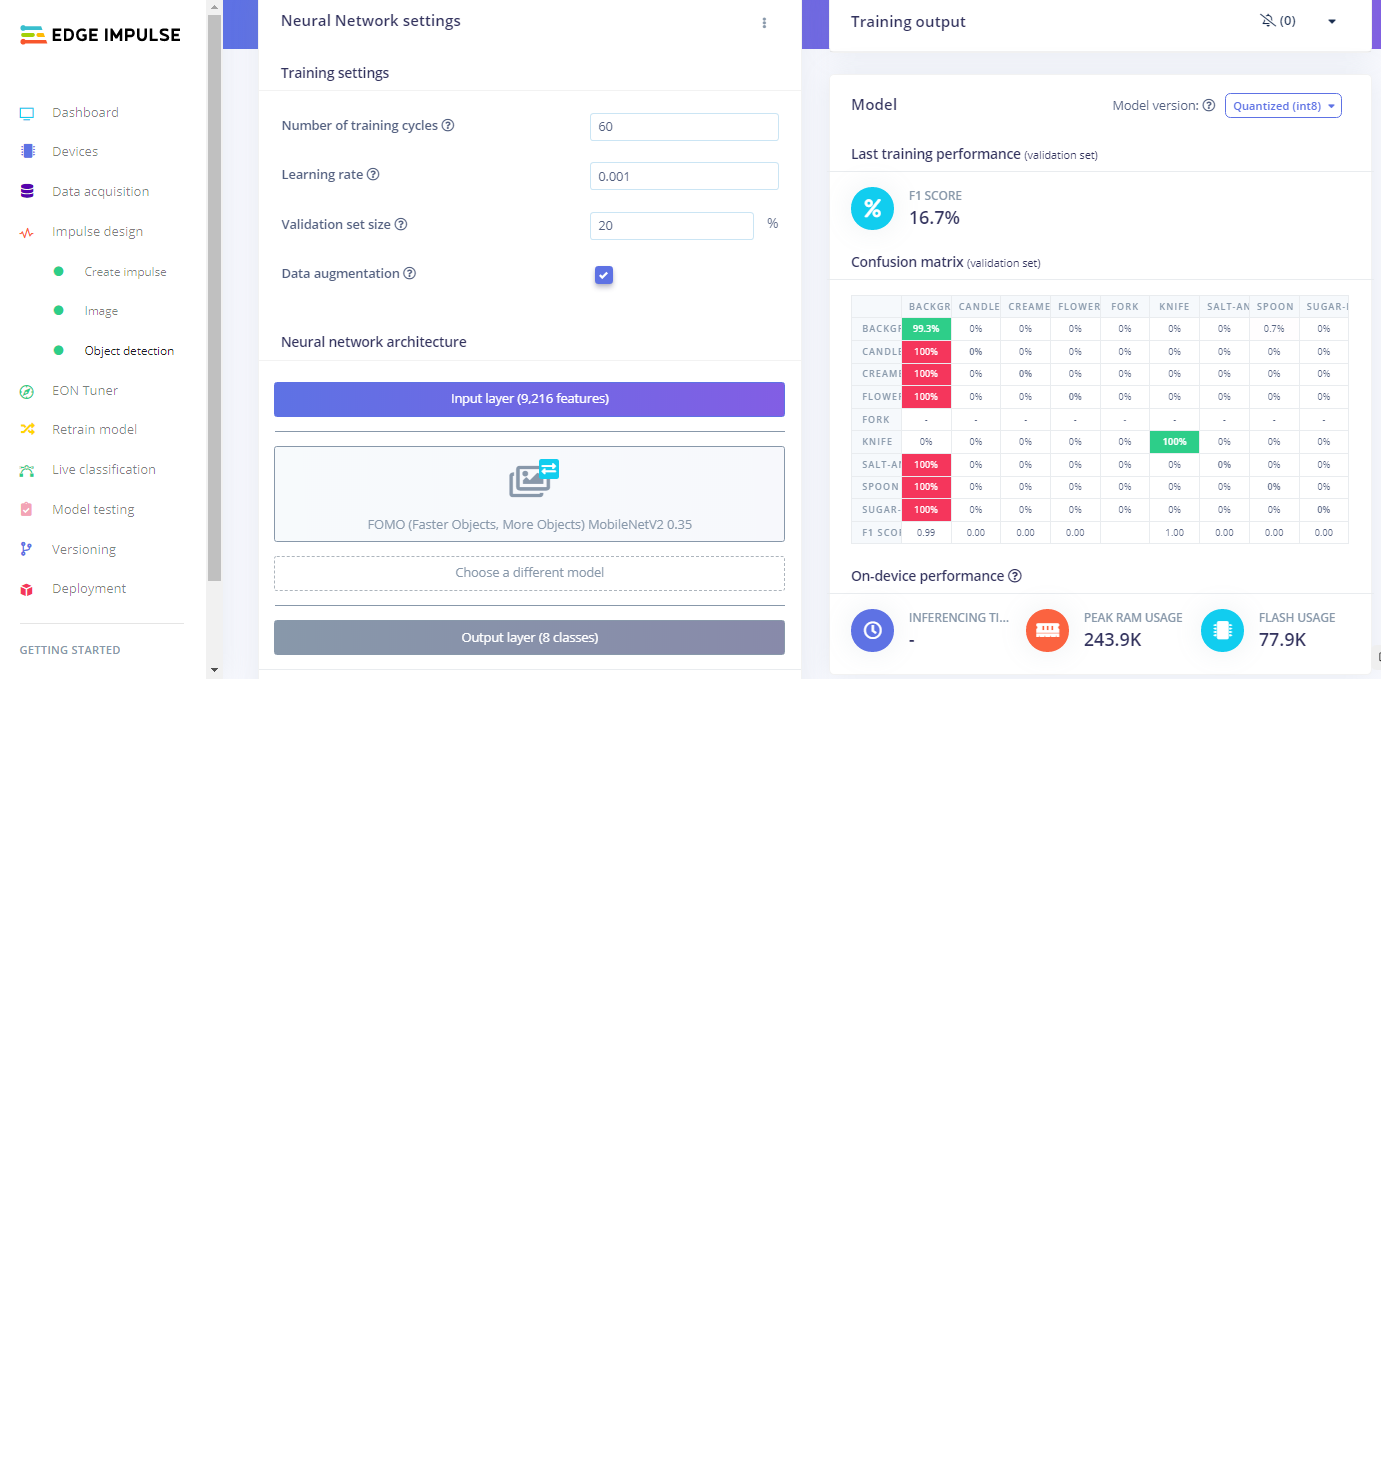 EDGE IMPULSE
Dashboard
Devices
Data acquisition
Impulse design
Create impulse
Image
Object detection
EON Tuner
Retrain model
Live classification
Model testing
Versioning
Deployment
GETTING STARTED
Neural Network settings
Training settings
Number of training cycles ?
60
Learning rate ?
0.001
Validation set size ?
20 %
Data augmentation ?
Neural network architecture
Input layer (9,216 features)
FOMO (Faster Objects, More Objects) MobileNetV2 0.35
Choose a different model
Output layer (8 classes)
Training output
(0)
Model
Model version: ? Quantized (int8)
Last training performance (validation set)
%
F1 SCORE
16.7%
Confusion matrix (validation set)
BACKGR CANDLE CREAME FLOWER FORK KNIFE SALT-AN SPOON SUGAR-
BACKGR 99.3% 0% 0% 0% 0% 0% 0% 0.7% 0%
CANDLE 100% 0% 0% 0% 0% 0% 0% 0% 0%
CREAME 100% 0% 0% 0% 0% 0% 0% 0% 0%
FLOWER 100% 0% 0% 0% 0% 0% 0% 0% 0%
FORK - - - - - - - - -
KNIFE 0% 0% 0% 0% 0% 100% 0% 0% 0%
SALT-AN 100% 0% 0% 0% 0% 0% 0% 0% 0%
SPOON 100% 0% 0% 0% 0% 0% 0% 0% 0%
SUGAR- 100% 0% 0% 0% 0% 0% 0% 0% 0%
F1 SCOR 0.99 0.00 0.00 0.00 1.00 0.00 0.00 0.00
On-device performance ?
INFERENCING TI...
-
PEAK RAM USAGE
243.9K
FLASH USAGE
77.9K